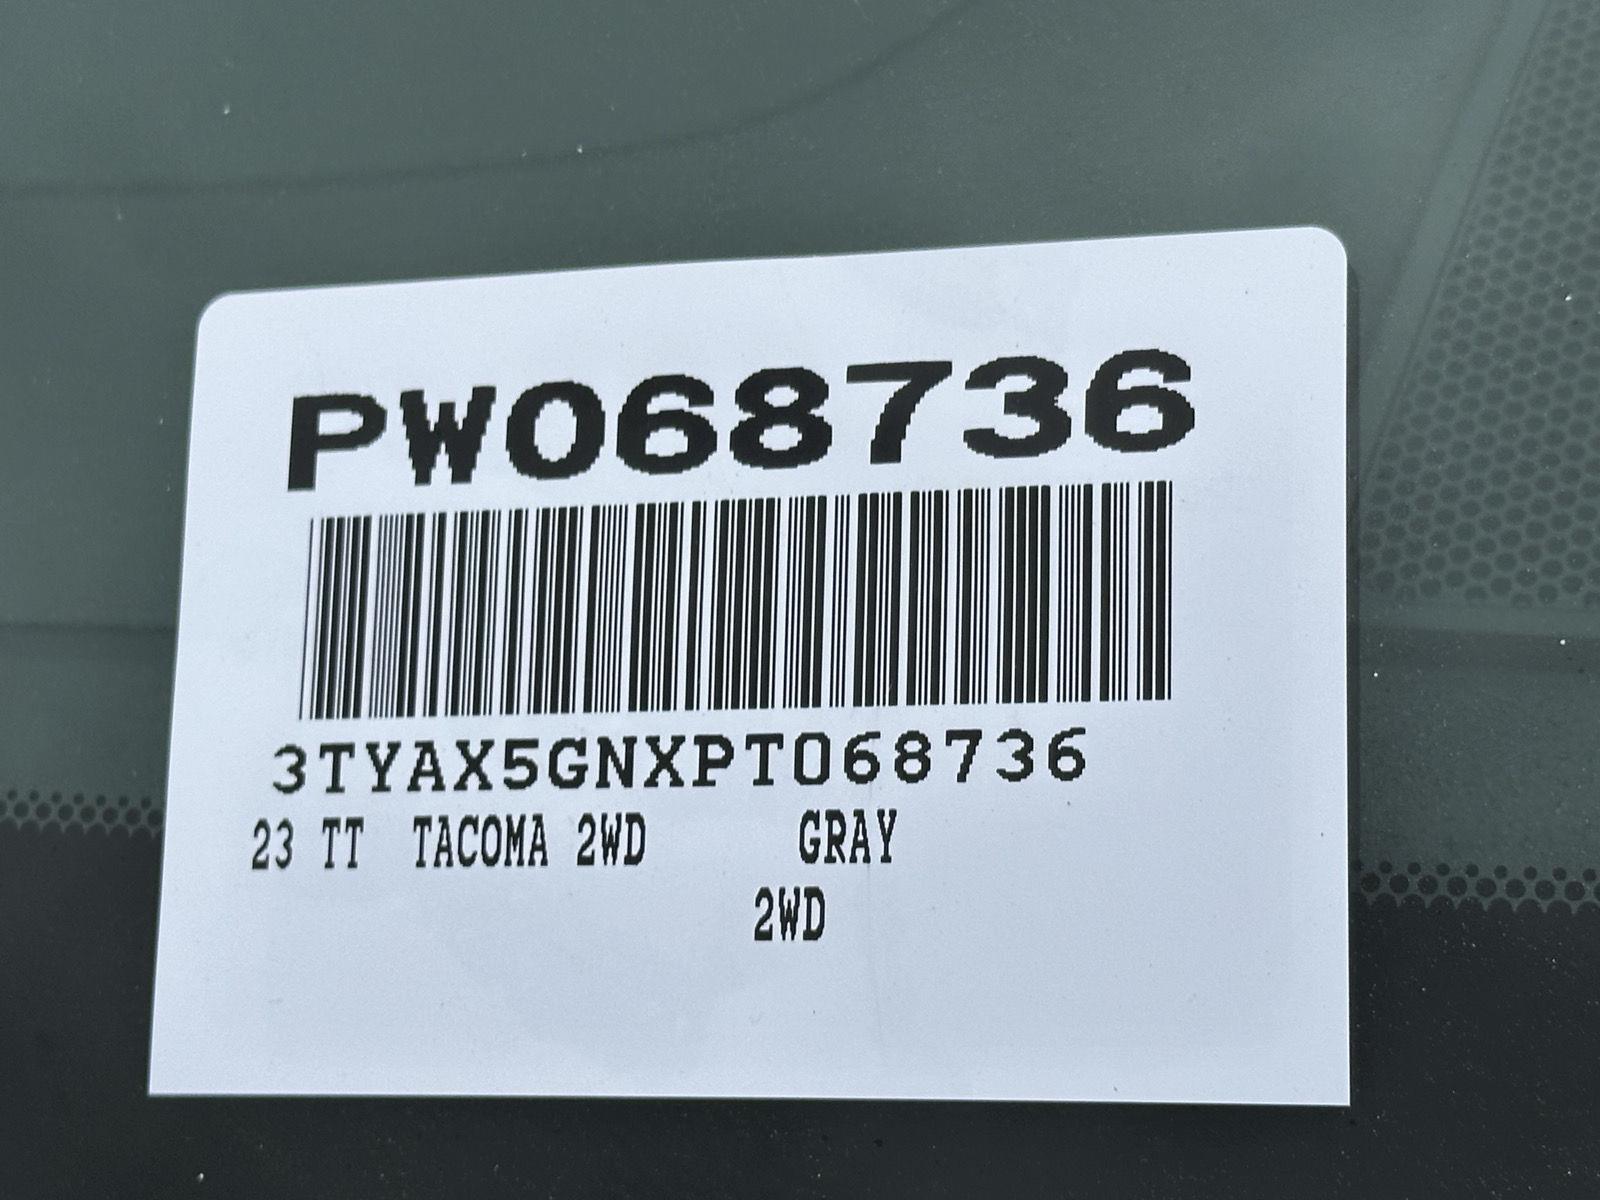 PW068736
3TYAX5GNXPT068736
23 TT TACOMA 2WD GRAY
2WD